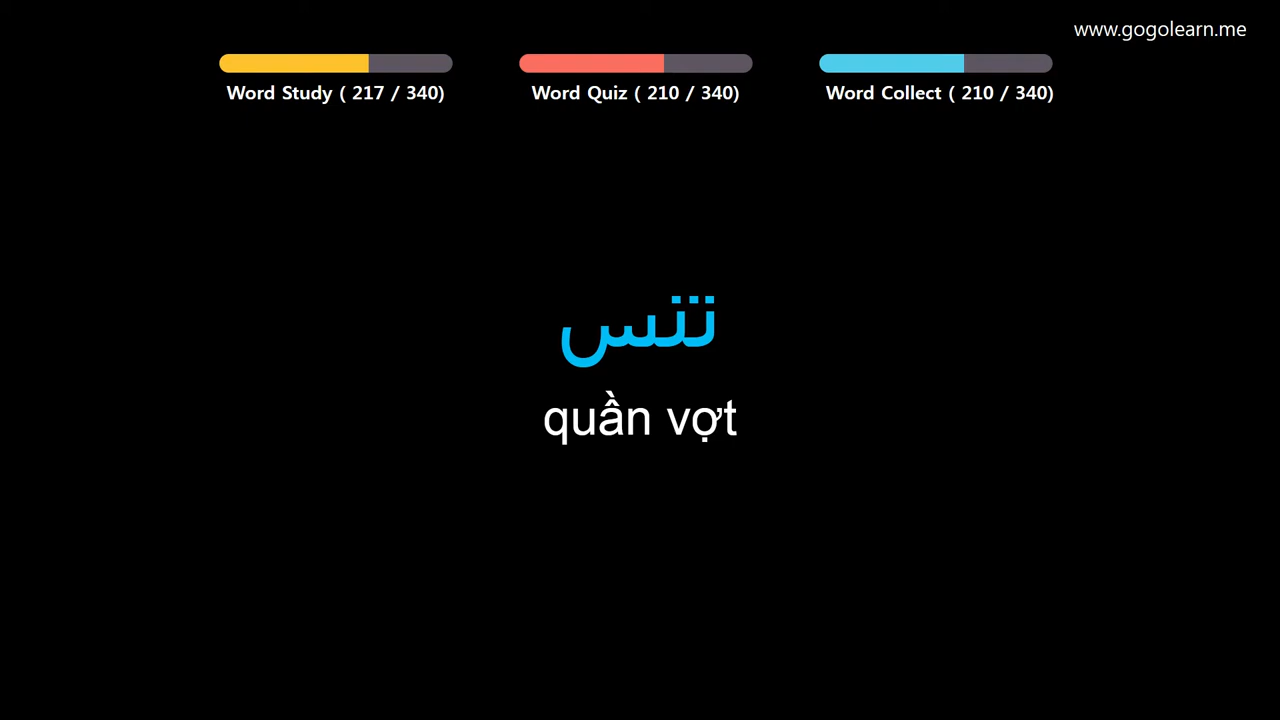 www.gogolearn.me
Word Study ( 217 / 340)
Word Quiz ( 210 / 340)
Word Collect ( 210 / 340)
تنس
quần vợt